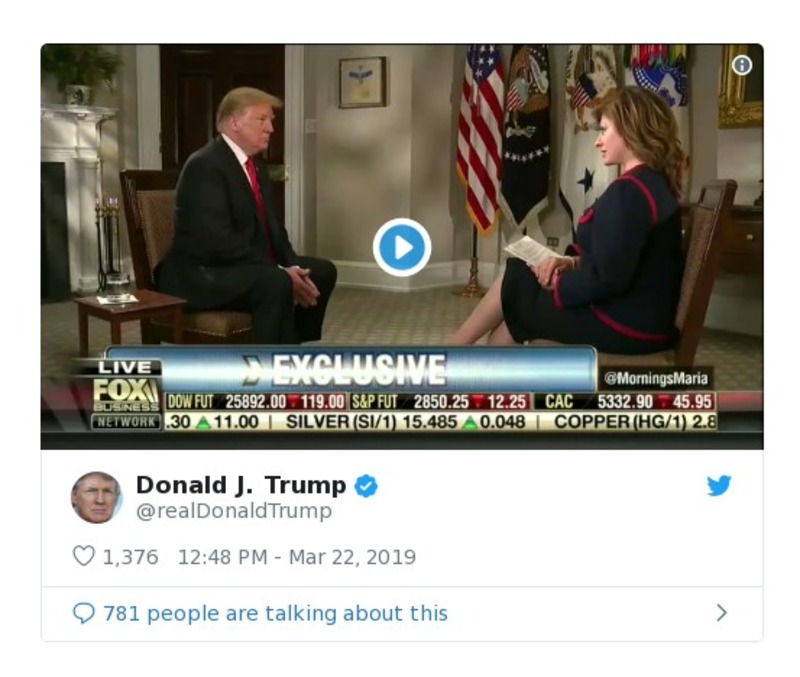 EXCLUSIVE
LIVE
FOX
BUSINESS
NETWORK
@MorningsMaria
DOW FUT 25892.00 ▼ 119.00 S&P FUT 2850.25 ▼ 12.25 CAC 5332.90 ▼ 45.95
.30 ▲ 11.00 | SILVER (SI/1) 15.485 ▲ 0.048 | COPPER (HG/1) 2.8
Donald J. Trump
@realDonaldTrump
1,376 12:48 PM - Mar 22, 2019
781 people are talking about this